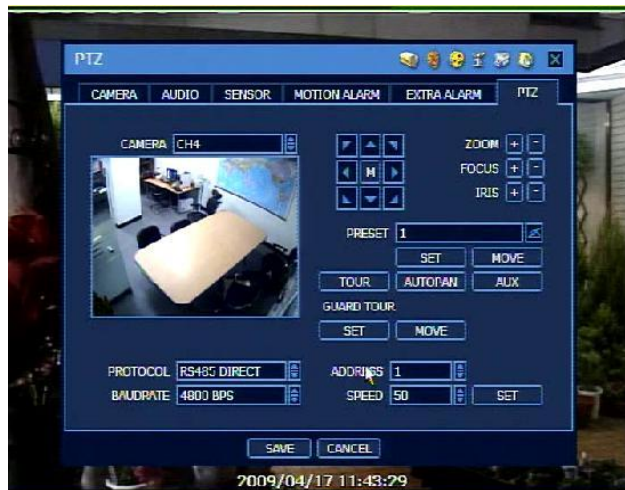 PTZ
CAMERA AUDIO SENSOR MOTION ALARM EXTRA ALARM PTZ
CAMERA CH4
M
ZOOM + -
FOCUS + -
IRIS + -
PRESET 1
SET MOVE
TOUR AUTOPAN AUX
GUARD TOUR
SET MOVE
PROTOCOL RS485 DIRECT
ADDRESS 1
BAUDRATE 4800 BPS
SPEED 50 SET
SAVE CANCEL
2009/04/17 11:43:29